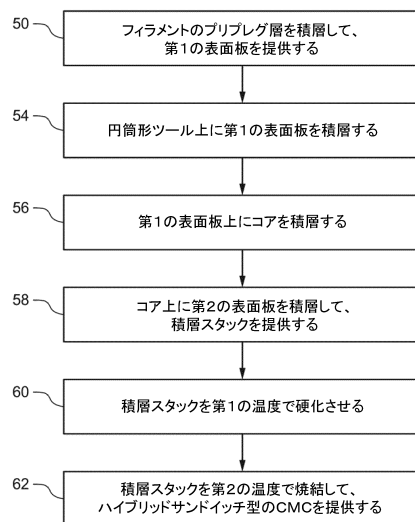 50
フィラメントのプリプレグ層を積層して、
第1の表面板を提供する
54
円筒形ツール上に第1の表面板を積層する
56
第1の表面板上にコアを積層する
58
コア上に第2の表面板を積層して、
積層スタックを提供する
60
積層スタックを第1の温度で硬化させる
62
積層スタックを第2の温度で焼結して、
ハイブリッドサンドイッチ型のCMCを提供する